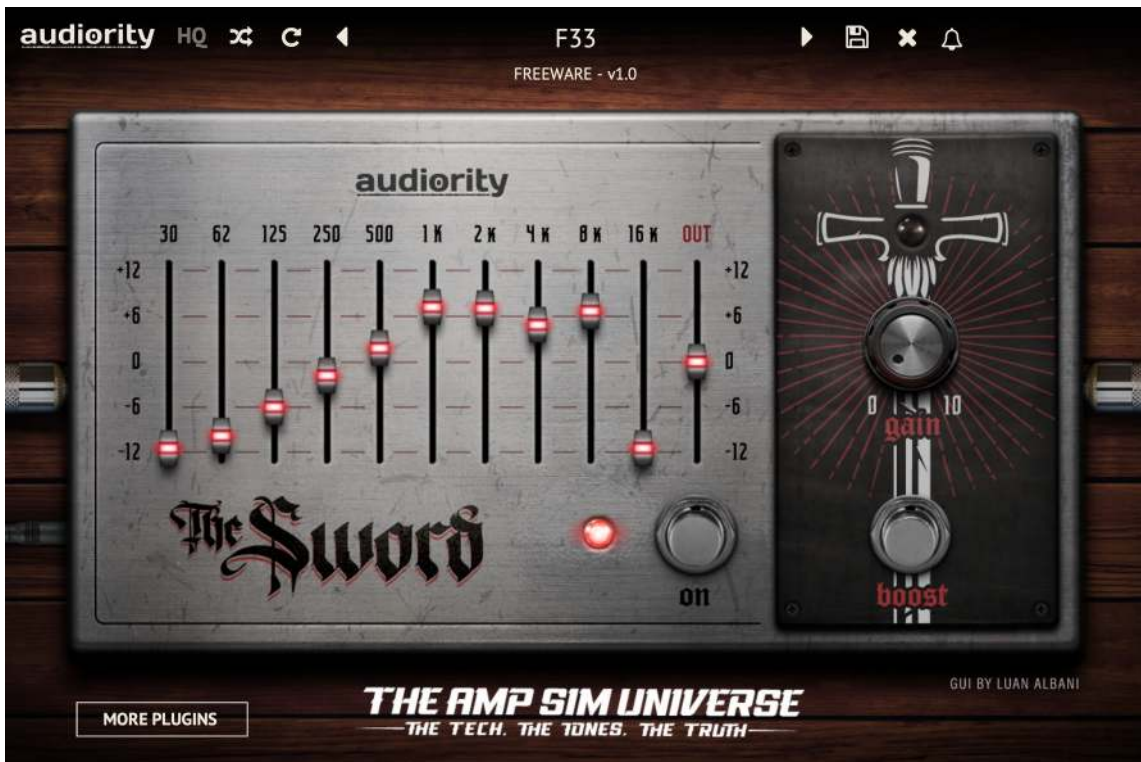 audiority HQ F33
FREEWARE - v1.0
audiority
30 62 125 250 500 1K 2K 4K 8K 16K OUT
+12 +12
+6 +6
0 0
-6 -6
-12 -12
0 10
gain
The Sword
on
boost
GUI BY LUAN ALBANI
MORE PLUGINS
THE AMP SIM UNIVERSE
THE TECH. THE TONES. THE TRUTH